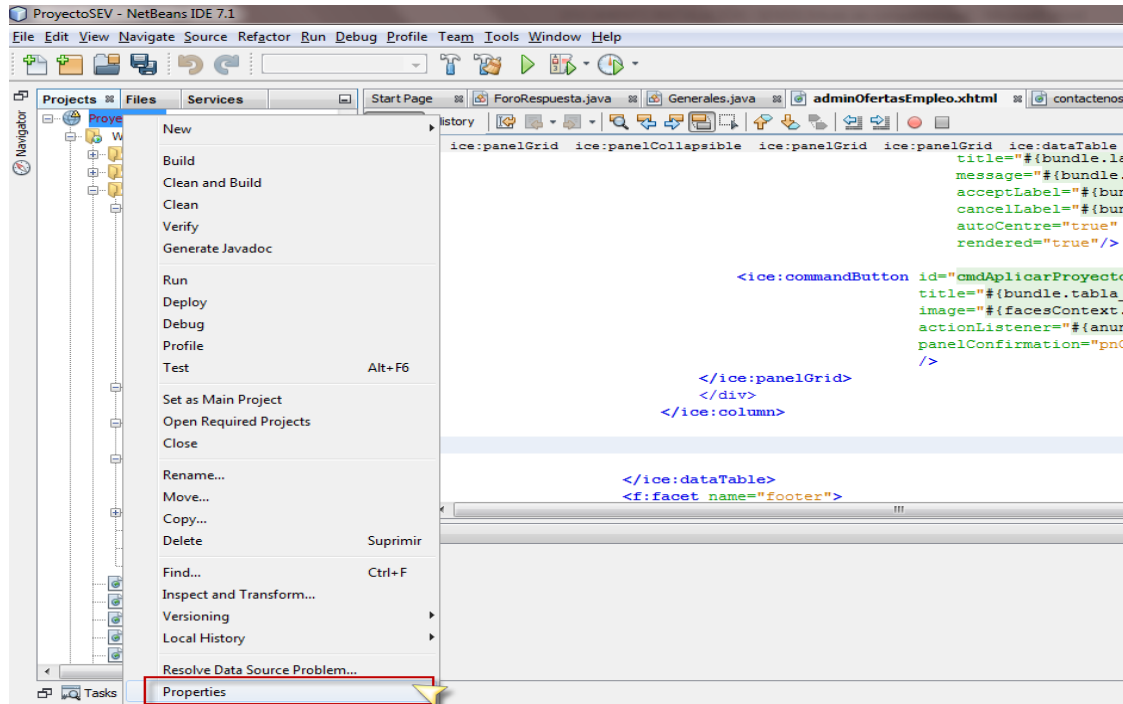 ProyectoSEV - NetBeans IDE 7.1
File Edit View Navigate Source Refactor Run Debug Profile Team Tools Window Help
Projects Files Services
Start Page ForoRespuesta.java Generales.java adminOfertasEmpleo.xhtml contactenos
Navigator
Proye
W
istory
ice:panelGrid ice:panelCollapsible ice:panelGrid ice:panelGrid ice:dataTable
title="#{bundle.la
message="#{bundle.
acceptLabel="#{bun
cancelLabel="#{bun
autoCentre="true"
rendered="true"/>
<ice:commandButton id="cmdAplicarProyecto
title="#{bundle.tabla_
image="#{facesContext.
actionListener="#{anun
panelConfirmation="pnC
/>
</ice:panelGrid>
</div>
</ice:column>
</ice:dataTable>
<f:facet name="footer">
New
Build
Clean and Build
Clean
Verify
Generate Javadoc
Run
Deploy
Debug
Profile
Test Alt+F6
Set as Main Project
Open Required Projects
Close
Rename...
Move...
Copy...
Delete Suprimir
Find... Ctrl+F
Inspect and Transform...
Versioning
Local History
Resolve Data Source Problem...
Properties
Tasks